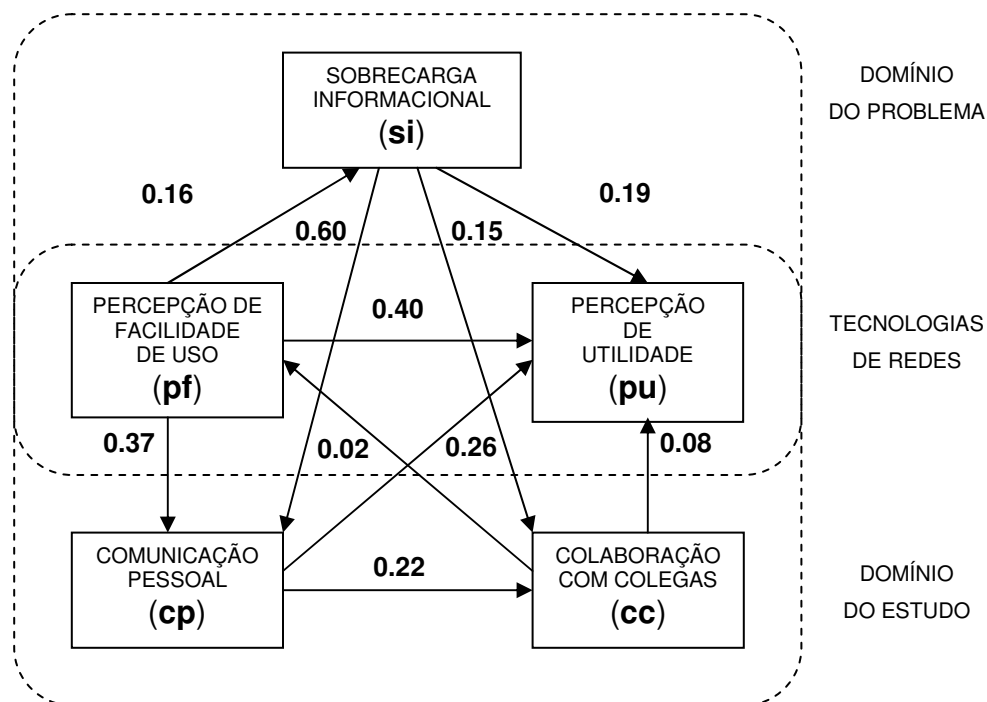 SOBRECARGA
INFORMACIONAL
(si)
DOMÍNIO
DO PROBLEMA
0.16
0.19
0.60
0.15
PERCEPÇÃO DE
FACILIDADE
DE USO
(pf)
0.40
PERCEPÇÃO
DE
UTILIDADE
(pu)
TECNOLOGIAS
DE REDES
0.37
0.02
0.26
0.08
COMUNICAÇÃO
PESSOAL
(cp)
0.22
COLABORAÇÃO
COM COLEGAS
(cc)
DOMÍNIO
DO ESTUDO